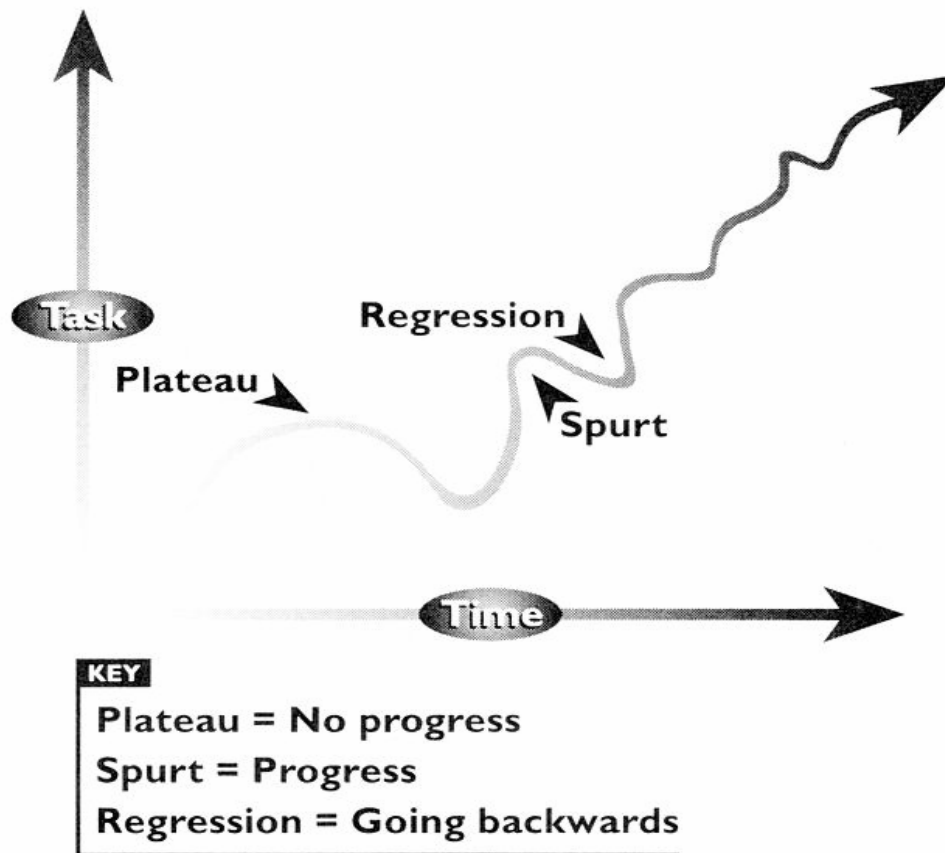 Task
Regression
Plateau
Spurt
Time
KEY
Plateau = No progress
Spurt = Progress
Regression = Going backwards